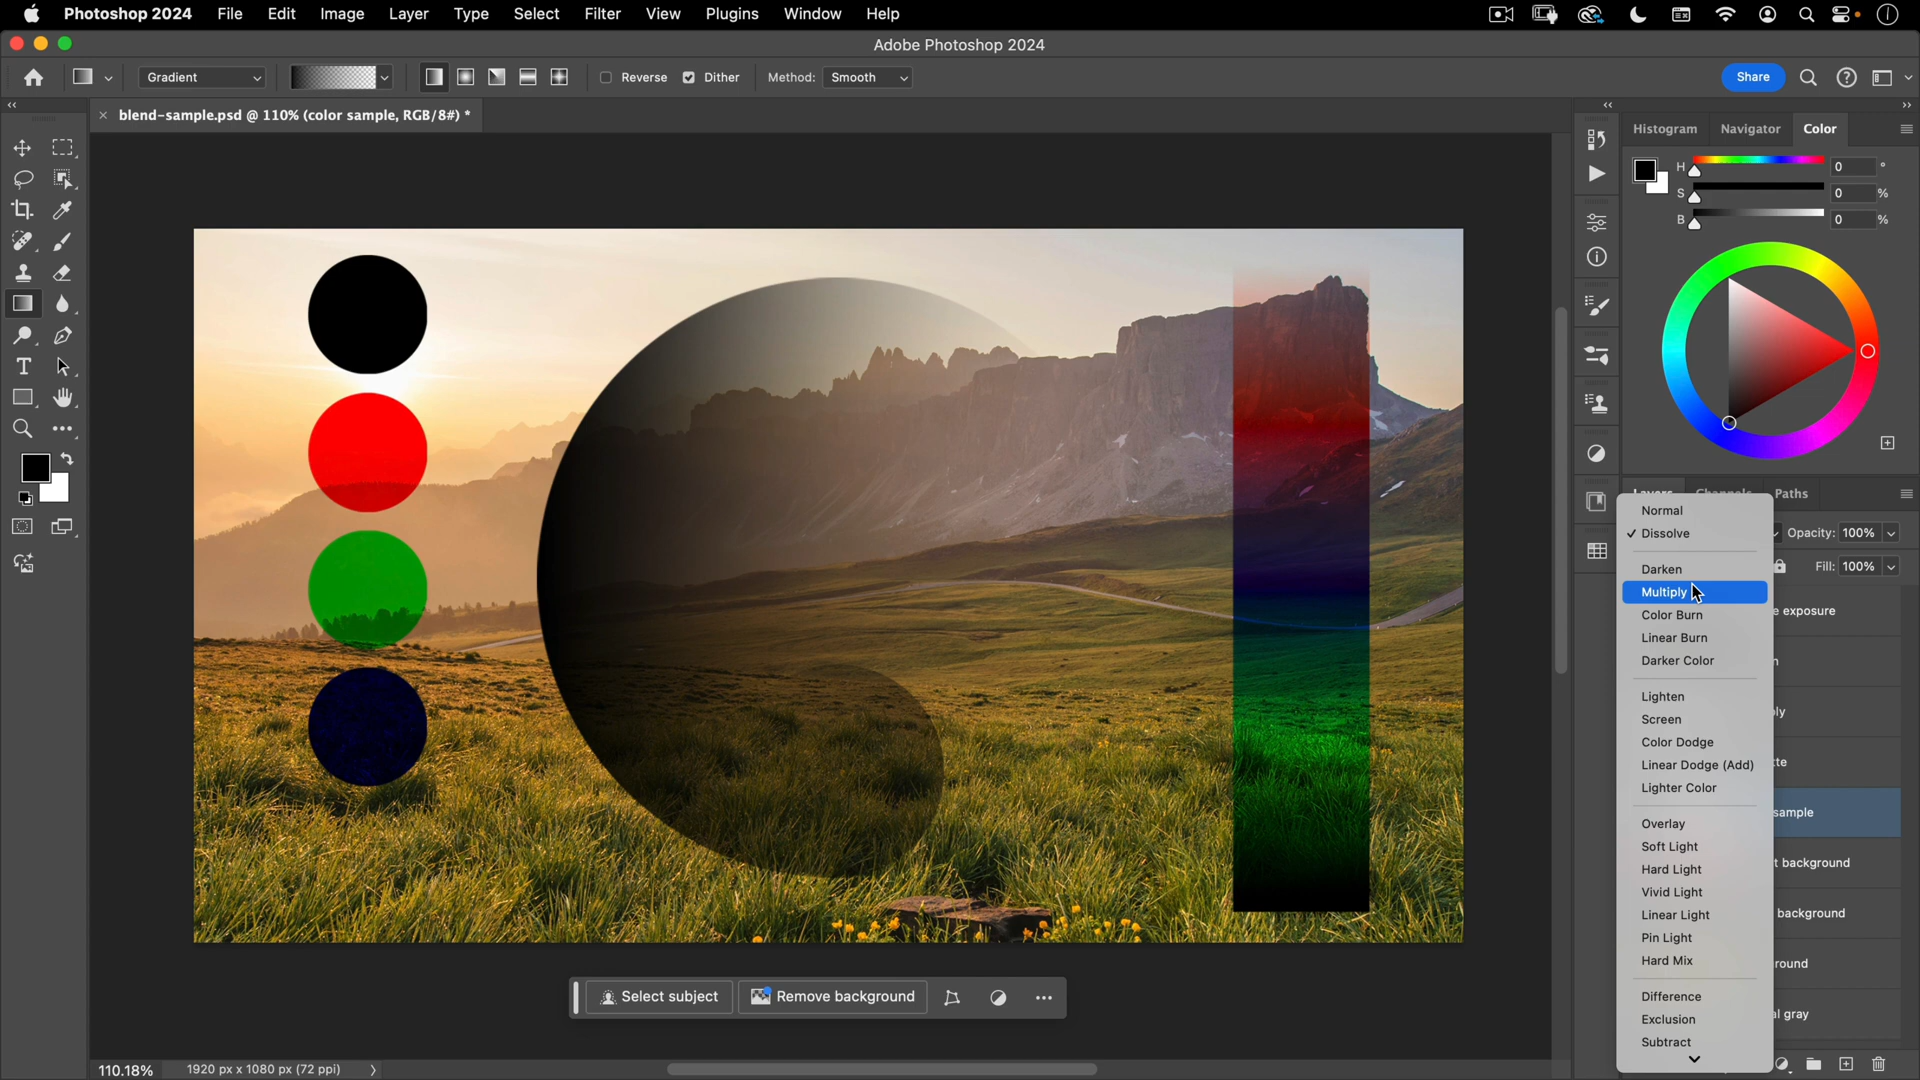 Photoshop 2024 File Edit Image Layer Type Select Filter View Plugins Window Help
Adobe Photoshop 2024
Gradient Reverse Dither Method: Smooth Share
blend-sample.psd @ 110% (color sample, RGB/8#) *
Histogram Navigator Color
H 0 °
S 0 %
B 0 %
Layers Channels Paths
Normal
Dissolve Opacity: 100%
Darken Fill: 100%
Multiply
Color Burn e exposure
Linear Burn
Darker Color n
Lighten
Screen ly
Color Dodge
Linear Dodge (Add) te
Lighter Color
sample
Overlay
Soft Light
Hard Light t background
Vivid Light
Linear Light background
Pin Light
Hard Mix round
Difference
Exclusion l gray
Subtract
Select subject Remove background
110.18% 1920 px x 1080 px (72 ppi)